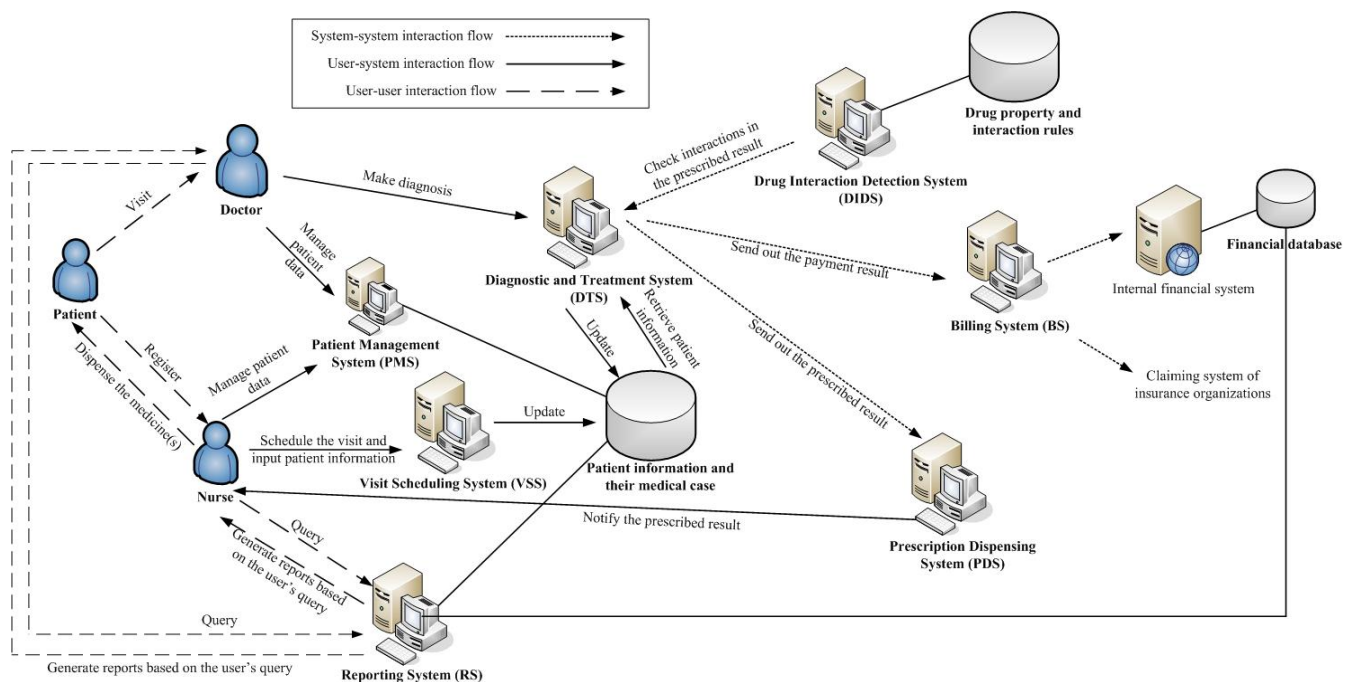 System-system interaction flow
User-system interaction flow
User-user interaction flow
Drug property and
interaction rules
Check interactions in
the prescribed result
Drug Interaction Detection System
(DIDS)
Doctor
Make diagnosis
Visit
Manage
patient
data
Diagnostic and Treatment System
(DTS)
Send out the payment result
Financial database
Internal financial system
Billing System (BS)
Patient
Patient Management
System (PMS)
Update
Retrieve patient
information
Send out the prescribed result
Claiming system of
insurance organizations
Register
Dispense the medicine(s)
Manage patient
data
Schedule the visit and
input patient information
Update
Visit Scheduling System (VSS)
Patient information and
their medical case
Nurse
Notify the prescribed result
Prescription Dispensing
System (PDS)
Query
Generate reports based
on the user's query
Query
Generate reports based on the user's query
Reporting System (RS)